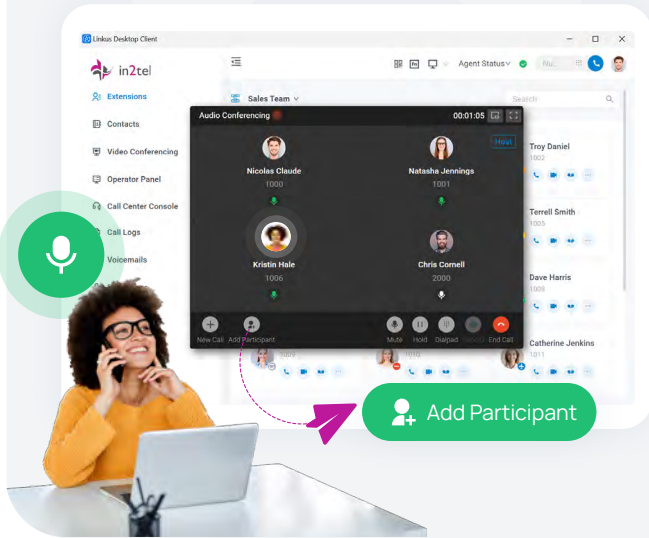 Linkus Desktop Client
in2tel
Agent Status
Nu...
Extensions
Sales Team
Search
Contacts
Video Conferencing
Operator Panel
Call Center Console
Call Logs
Voicemails
Audio Conferencing
00:01:05
Host
Nicolas Claude
1000
Natasha Jennings
1001
Kristin Hale
1006
Chris Cornell
2000
New Call
Add Participant
Mute
Hold
Dialpad
End Call
Troy Daniel
1002
Terrell Smith
1005
Dave Harris
1008
Catherine Jenkins
1011
1009
1010
Add Participant